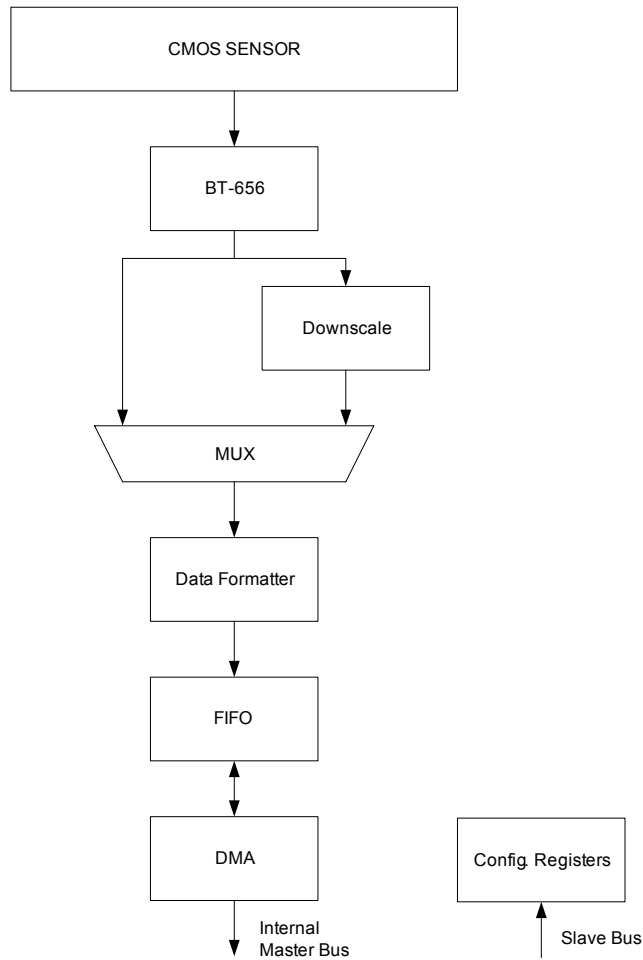 CMOS SENSOR
BT-656
Downscale
MUX
Data Formatter
FIFO
DMA
Config. Registers
Internal
Master Bus
Slave Bus